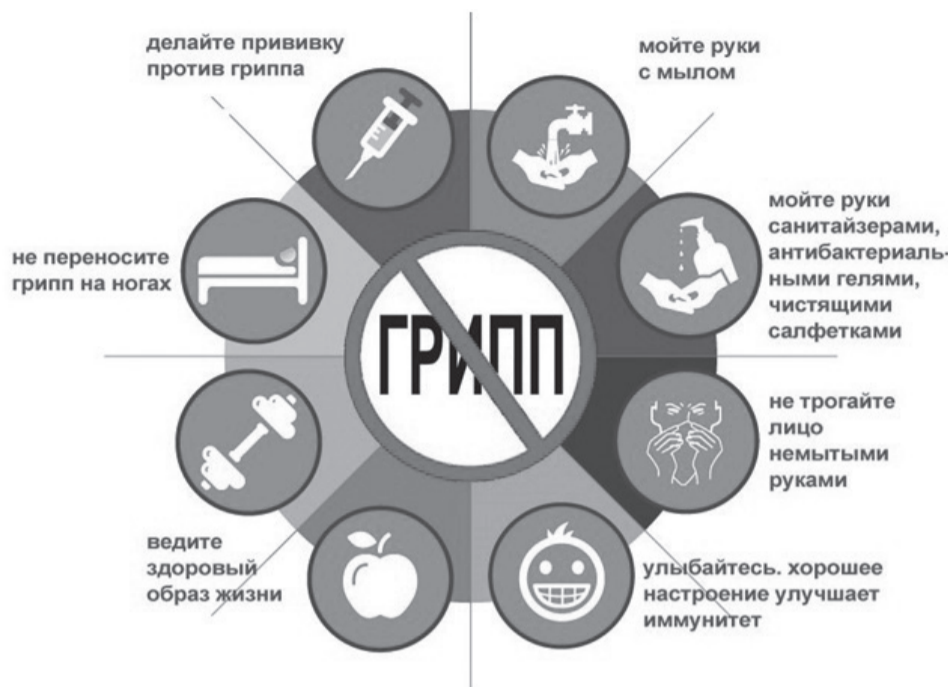 делайте прививку
против гриппа
мойте руки
с мылом
мойте руки
санитайзерами,
антибактериаль-
ными гелями,
чистящими
салфетками
не трогайте
лицо
немытыми
руками
улыбайтесь. хорошее
настроение улучшает
иммунитет
ведите
здоровый
образ жизни
не переносите
грипп на ногах
ГРИПП